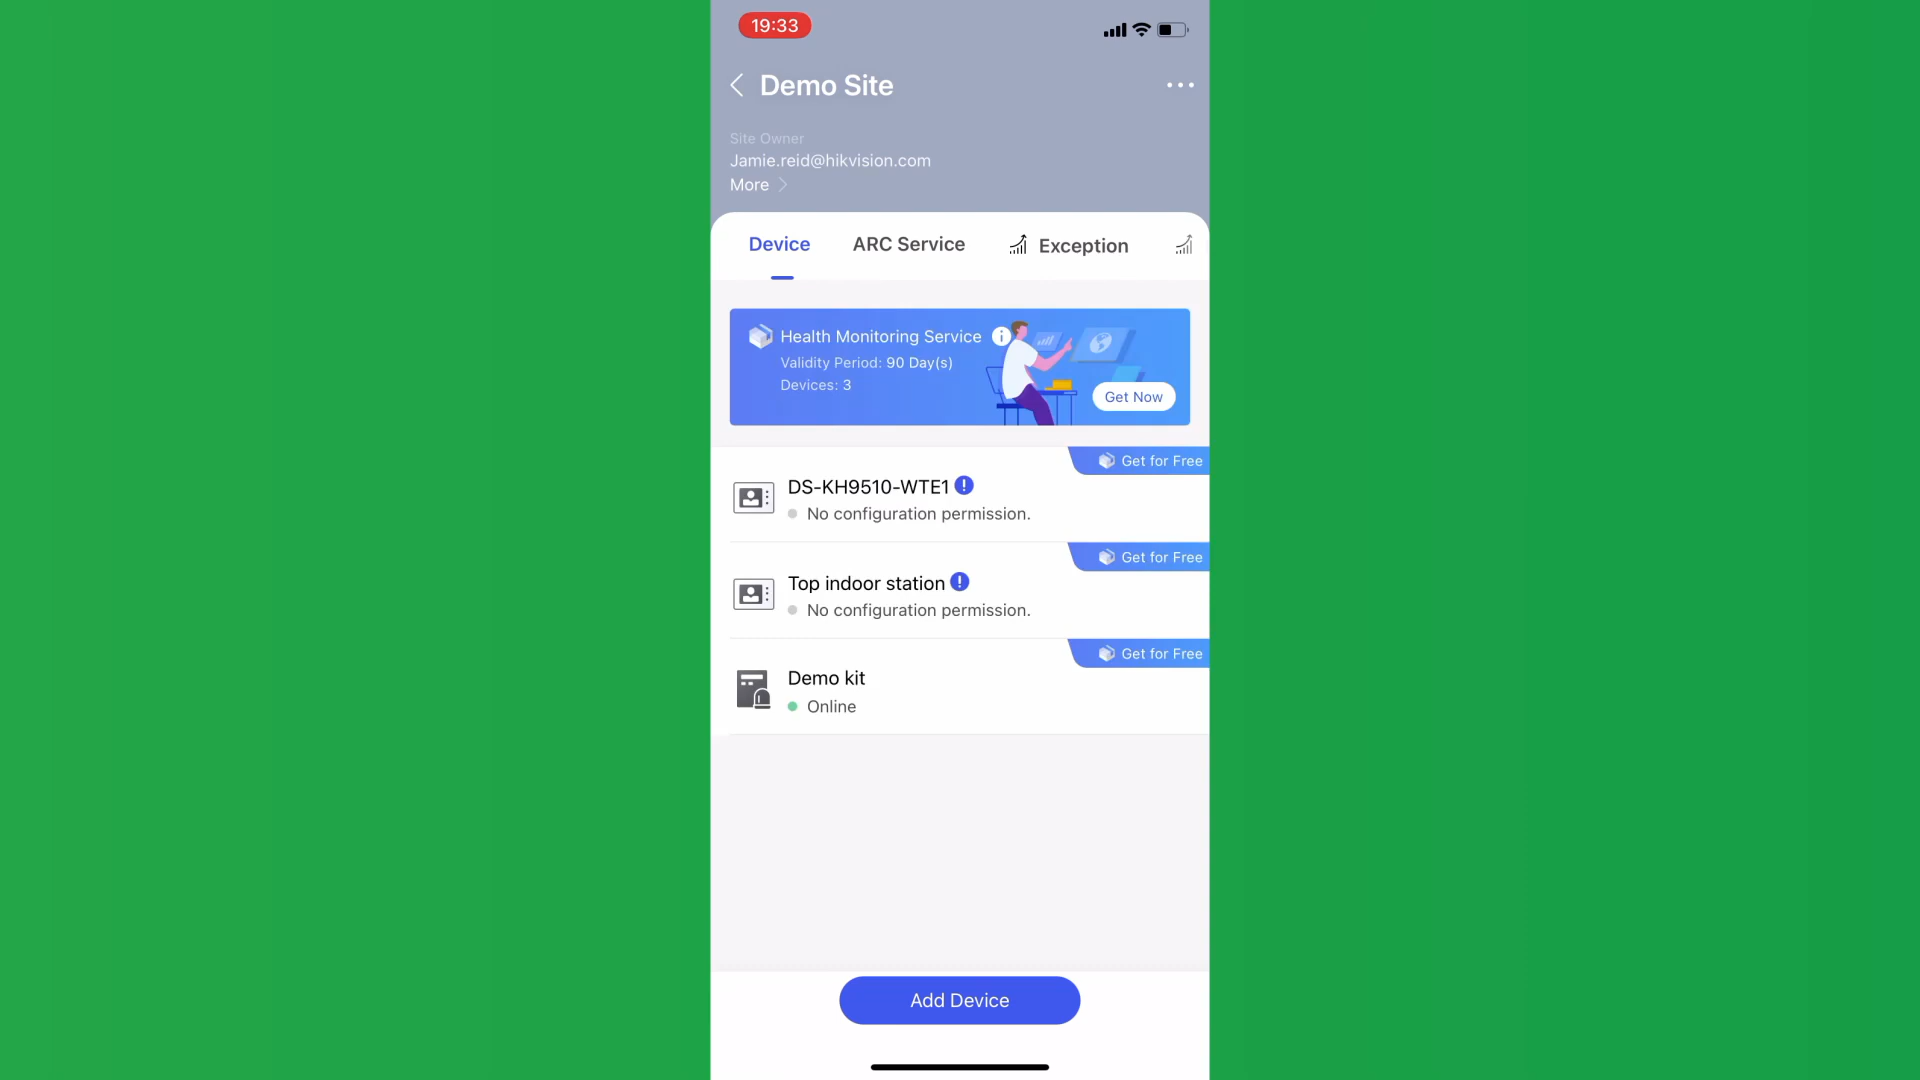 19:33
Demo Site
Site Owner
Jamie.reid@hikvision.com
More
Device
ARC Service
Exception
Health Monitoring Service
Validity Period: 90 Day(s)
Devices: 3
Get Now
Get for Free
DS-KH9510-WTE1
No configuration permission.
Get for Free
Top indoor station
No configuration permission.
Get for Free
Demo kit
Online
Add Device